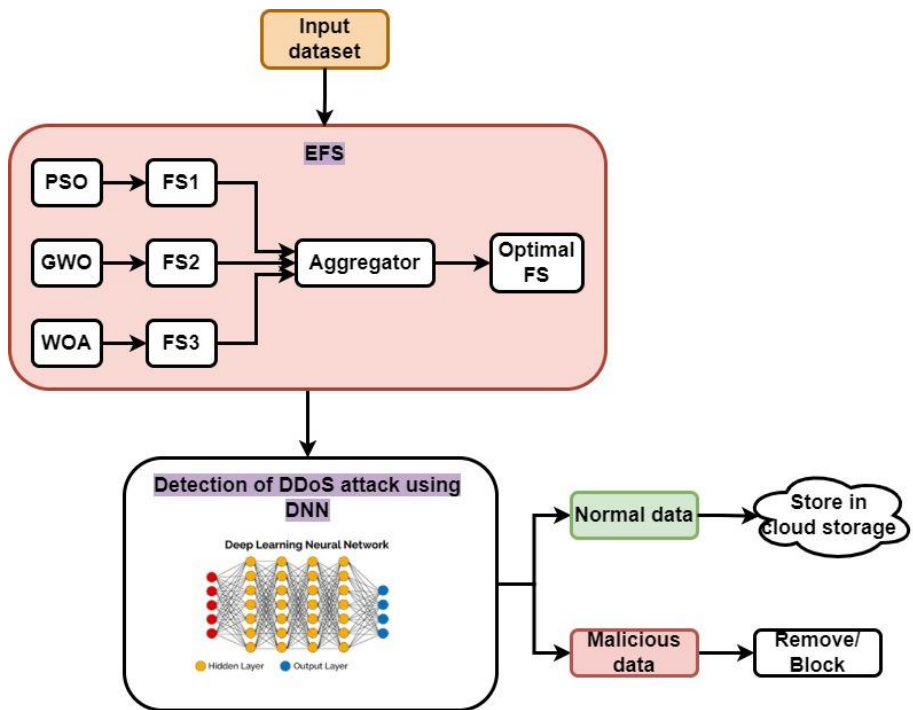 Input
dataset
EFS
PSO
FS1
GWO
FS2
Aggregator
Optimal
FS
WOA
FS3
Detection of DDoS attack using
DNN
Deep Learning Neural Network
Hidden Layer
Output Layer
Normal data
Store in
cloud storage
Malicious
data
Remove/
Block